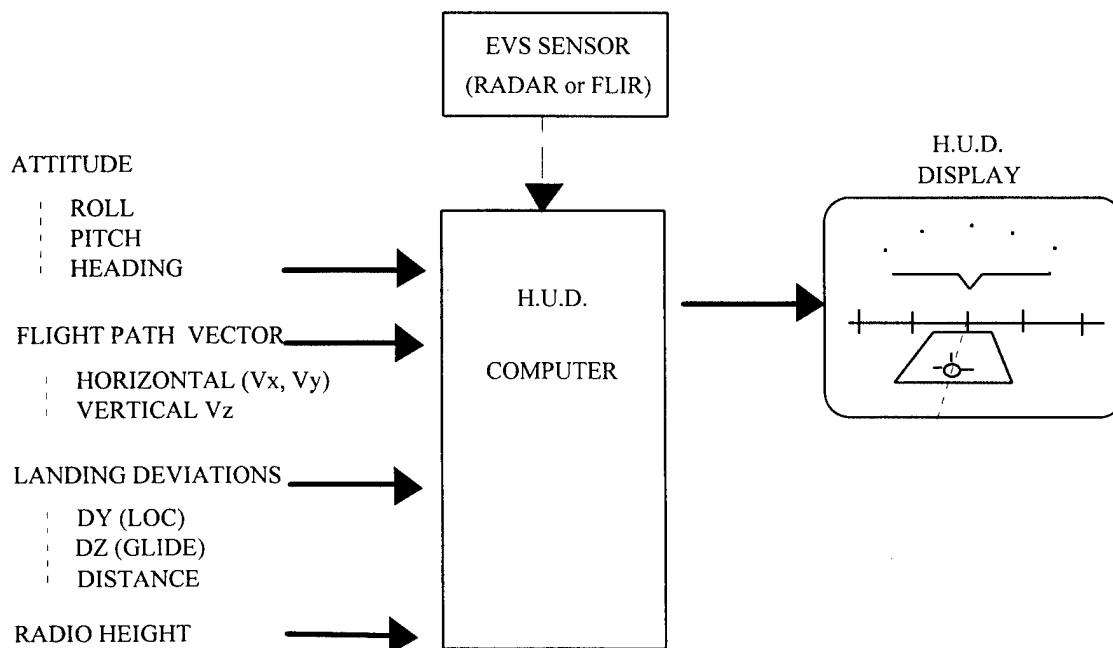 EVS SENSOR
(RADAR or FLIR)
H.U.D.
DISPLAY
ATTITUDE
ROLL
PITCH
HEADING
FLIGHT PATH VECTOR
HORIZONTAL (Vx, Vy)
VERTICAL Vz
LANDING DEVIATIONS
DY (LOC)
DZ (GLIDE)
DISTANCE
RADIO HEIGHT
H.U.D.
COMPUTER